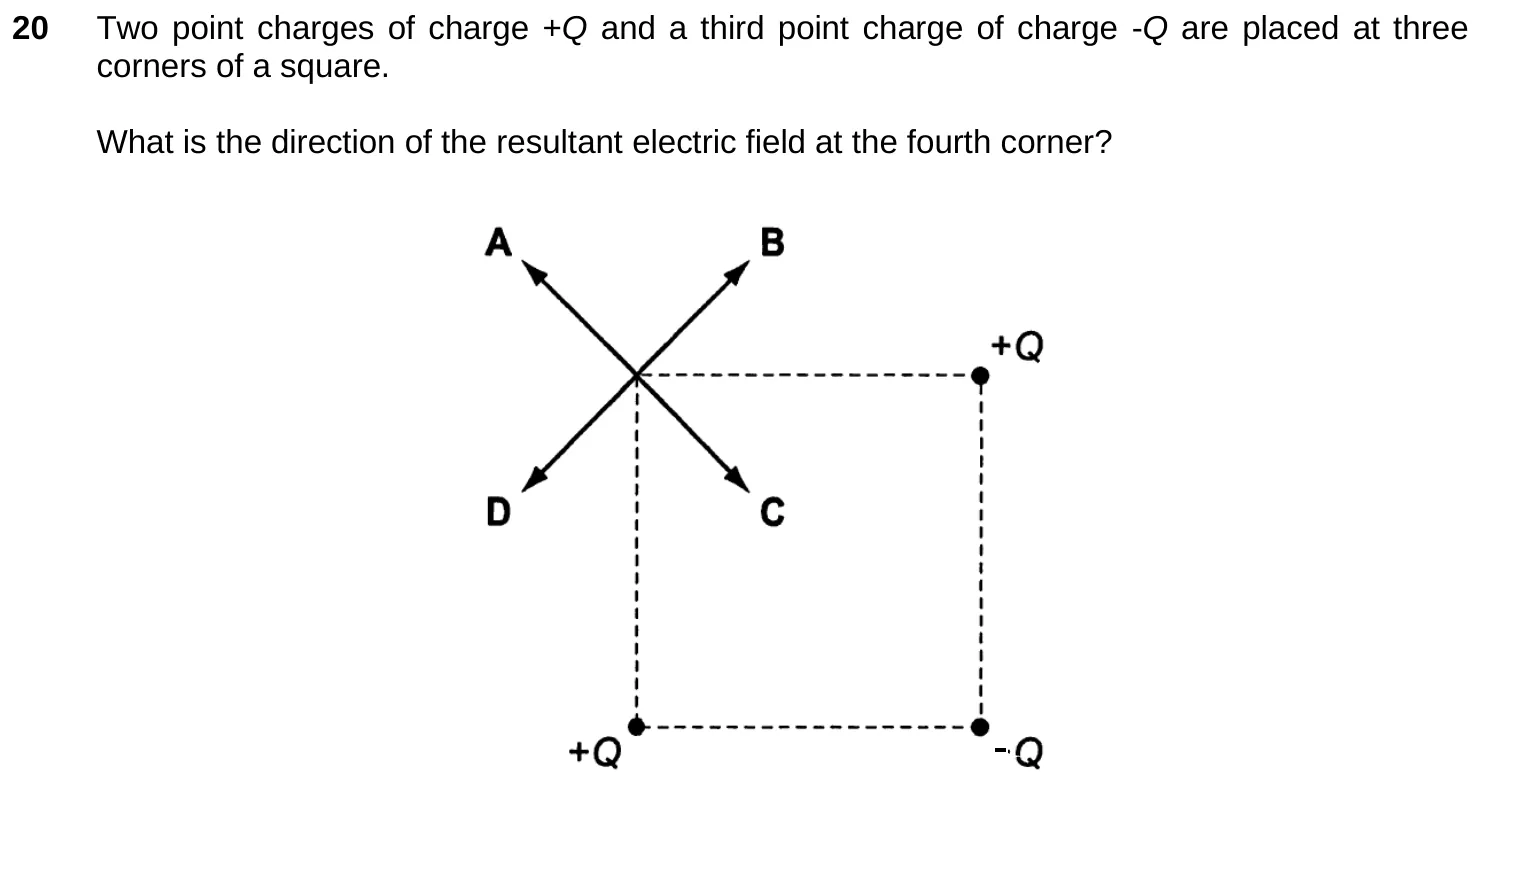 20 Two point charges of charge +Q and a third point charge of charge -Q are placed at three
corners of a square.
What is the direction of the resultant electric field at the fourth corner?
A
B
+Q
D
C
+Q
-Q